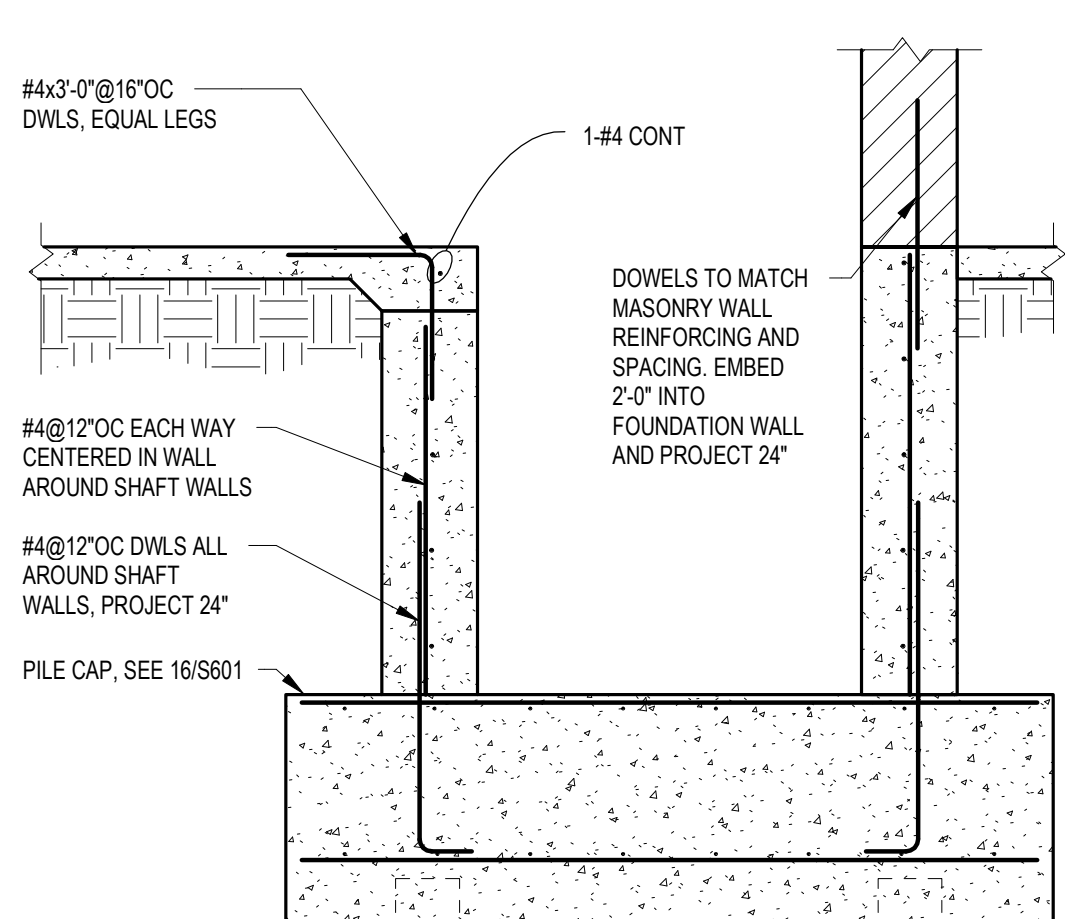 #4x3'-0"@16"OC
DWLS, EQUAL LEGS
1-#4 CONT
DOWELS TO MATCH
MASONRY WALL
REINFORCING AND
SPACING. EMBED
2'-0" INTO
FOUNDATION WALL
AND PROJECT 24"
#4@12"OC EACH WAY
CENTERED IN WALL
AROUND SHAFT WALLS
#4@12"OC DWLS ALL
AROUND SHAFT
WALLS, PROJECT 24"
PILE CAP, SEE 16/S601